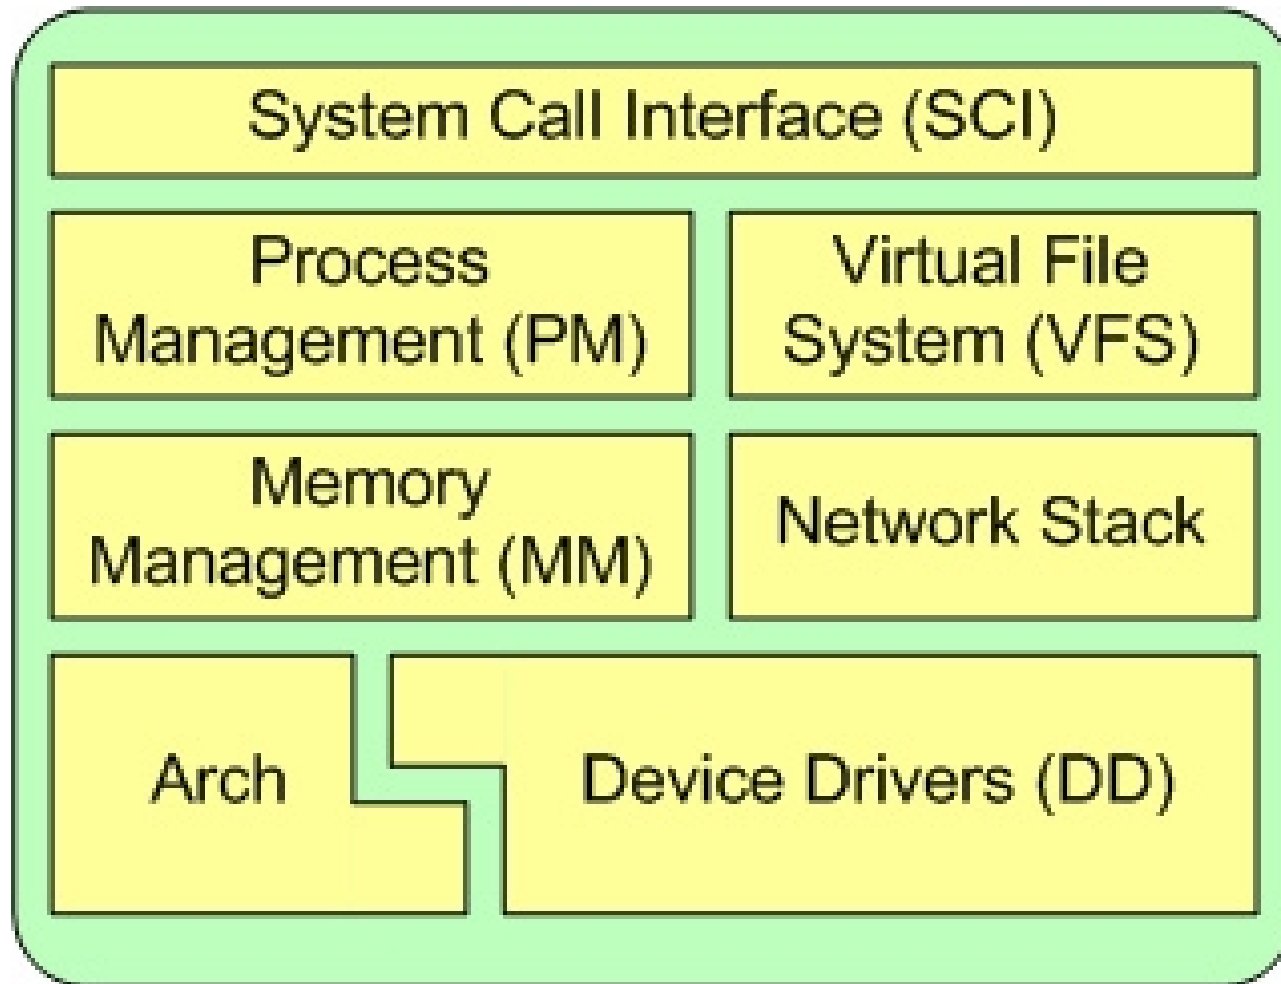 System Call Interface (SCI)
Process
Management (PM)
Virtual File
System (VFS)
Memory
Management (MM)
Network Stack
Arch
Device Drivers (DD)